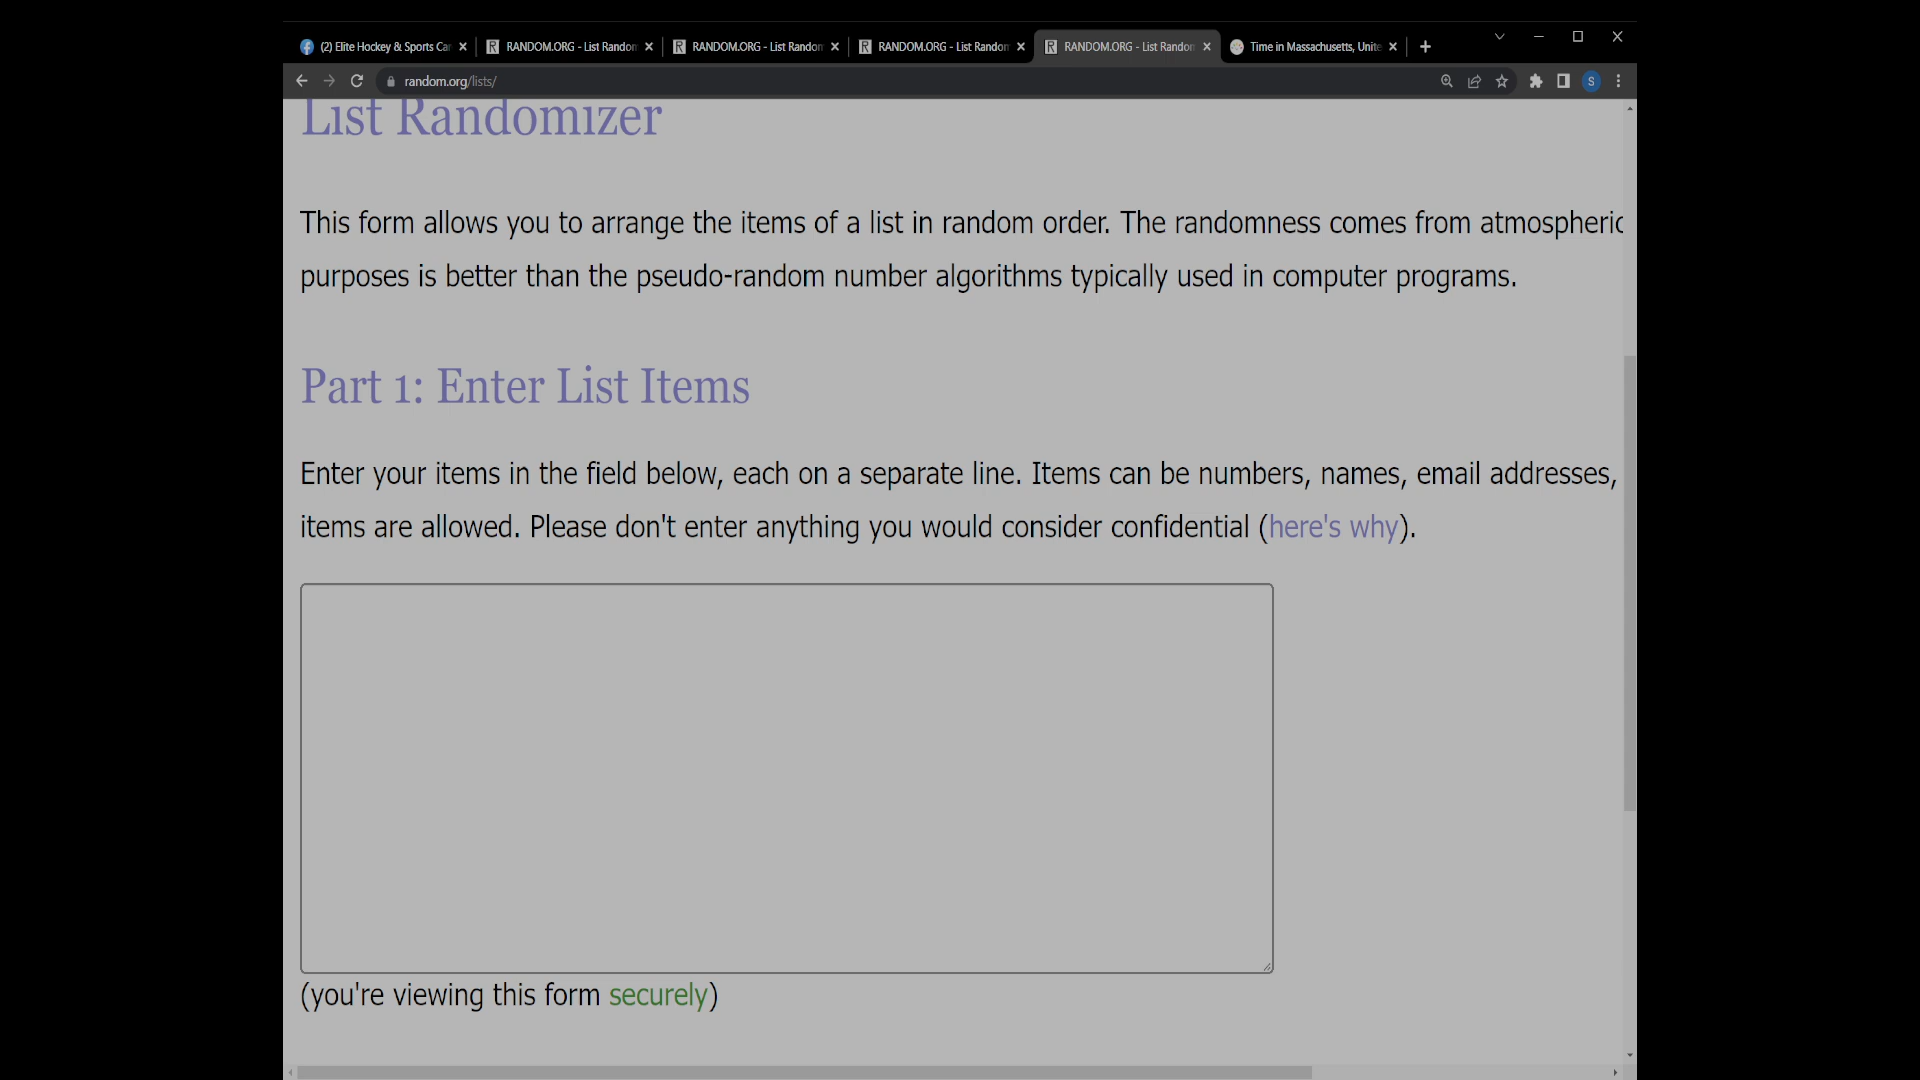 (2) Elite Hockey & Sports Car
RANDOM.ORG - List Random
RANDOM.ORG - List Random
RANDOM.ORG - List Random
RANDOM.ORG - List Random
Time in Massachusetts, Unite
random.org/lists/
S
List Randomizer
This form allows you to arrange the items of a list in random order. The randomness comes from atmospheric
purposes is better than the pseudo-random number algorithms typically used in computer programs.
Part 1: Enter List Items
Enter your items in the field below, each on a separate line. Items can be numbers, names, email addresses,
items are allowed. Please don't enter anything you would consider confidential (here's why).
(you're viewing this form securely)